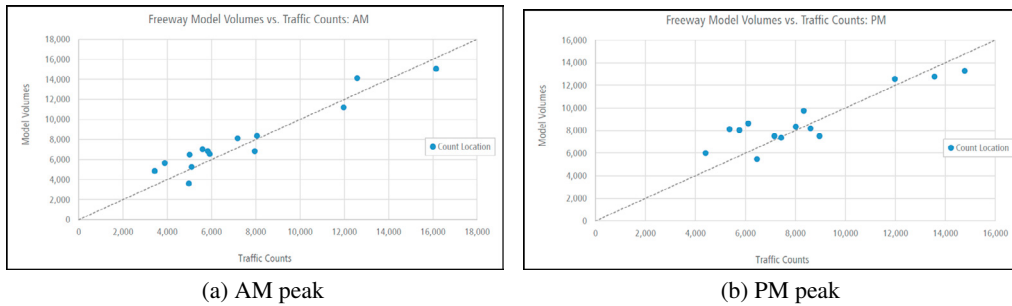 Freeway Model Volumes vs. Traffic Counts: AM
18,000
16,000
14,000
12,000
10,000
8,000
6,000
4,000
2,000
0
Model Volumes
0 2,000 4,000 6,000 8,000 10,000 12,000 14,000 16,000 18,000
Traffic Counts
Count Location
(a) AM peak
Freeway Model Volumes vs. Traffic Counts: PM
16,000
14,000
12,000
10,000
8,000
6,000
4,000
2,000
0
Model Volumes
0 2,000 4,000 6,000 8,000 10,000 12,000 14,000 16,000
Traffic Counts
Count Location
(b) PM peak